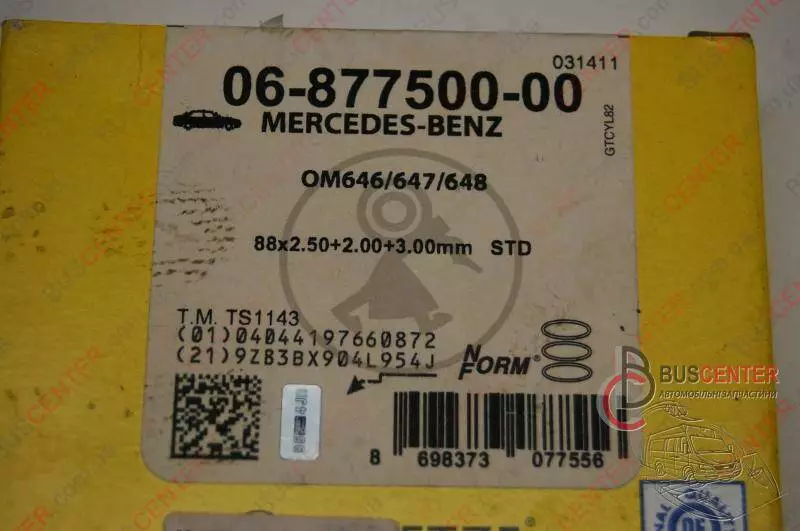 031411
06-877500-00
MERCEDES-BENZ
GTCYL82
OM646/647/648
88x2.50+2.00+3.00mm STD
T.M. TS1143
(01)04044197660872
(21)9ZB3BX904L954J
N FORM®
8 698373 077556
BUSCENTER
АВТОМОБІЛЬНІ ЗАПЧАСТИНИ